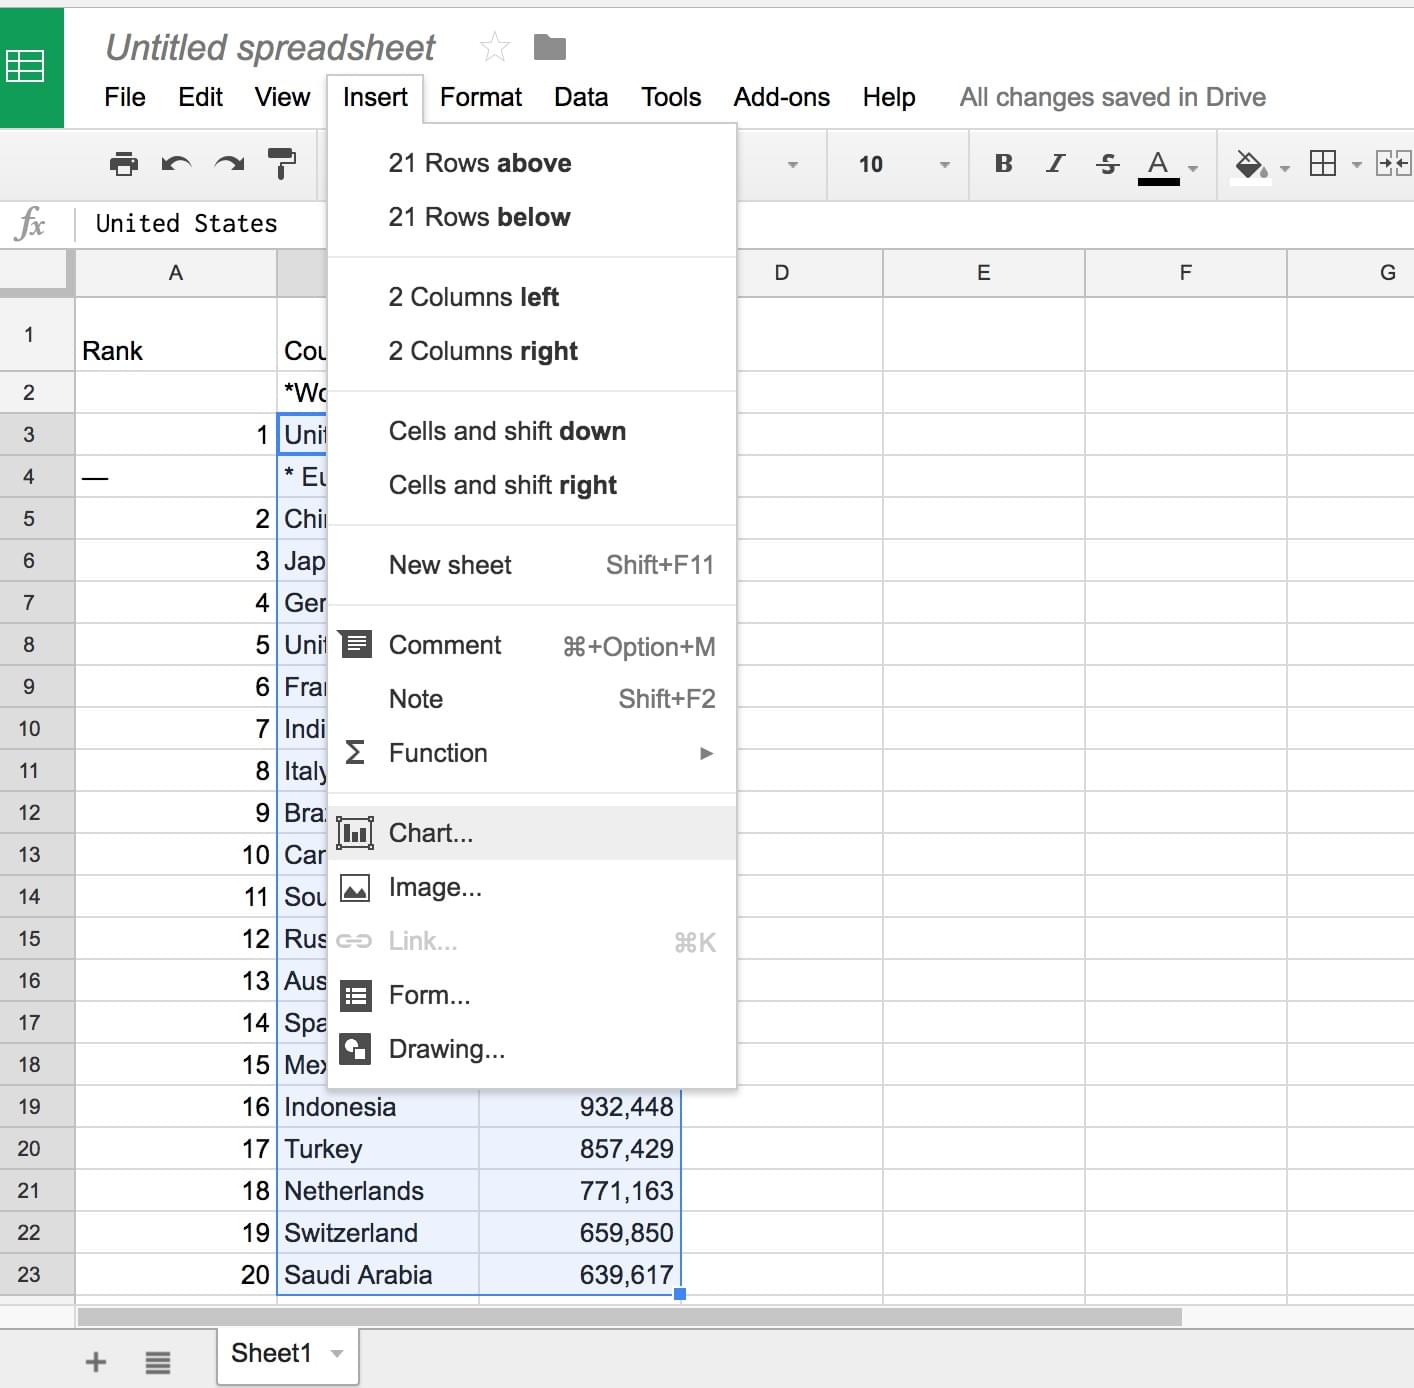 Untitled spreadsheet
File Edit View Insert Format Data Tools Add-ons Help All changes saved in Drive
10 B I S A
fx United States
21 Rows above
21 Rows below
2 Columns left
2 Columns right
Cells and shift down
Cells and shift right
New sheet Shift+F11
Comment ⌘+Option+M
Note Shift+F2
Σ Function ►
Chart...
Image...
Link... ⌘K
Form...
Drawing...
A D E F G
1 Rank Cou
2 *Wo
3 1 Unit
4 — * Eu
5 2 Chi
6 3 Jap
7 4 Ger
8 5 Unit
9 6 Fra
10 7 Indi
11 8 Italy
12 9 Bra
13 10 Can
14 11 Sou
15 12 Rus
16 13 Aus
17 14 Spa
18 15 Mex
19 16 Indonesia 932,448
20 17 Turkey 857,429
21 18 Netherlands 771,163
22 19 Switzerland 659,850
23 20 Saudi Arabia 639,617
+ Sheet1